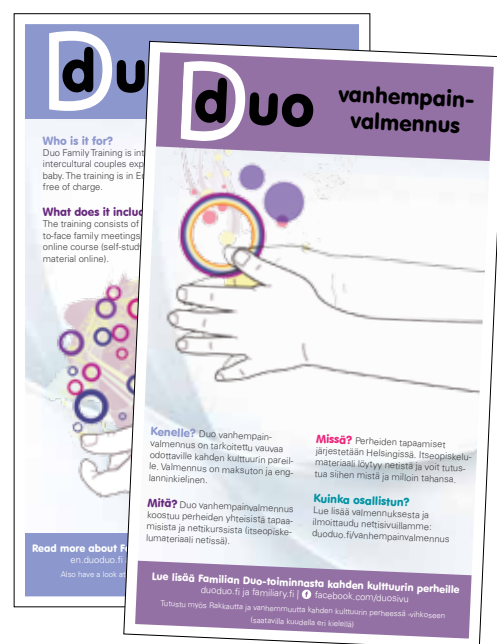 Du
Who is it for?
Duo Family Training is
intercultural couples
baby. The training is in
free of charge.
What does it
The training consists of
to-face family meetings
online course
material online).
Read more about
en.duoduo.fi
Also have a look at
Duo
vanhempain-
valmennus
Kenelle? Duo vanhempain-
valmennus on tarkoitettu vauvaa
odottaville kahden kulttuurin pareil-
le. Valmennus on maksuton ja eng-
lanninkielinen.
Mitä? Duo vanhempainvalmennus
koostuu perheiden yhteisistä tapaa-
misista ja nettikurssista (itseopiske-
lumateriaali netissä).
Missä? Perheiden tapaamiset
järjestetään Helsingissä. Itseopiskelu-
materiaali löytyy netistä ja voit tutus-
tua siihen mistä ja milloin tahansa.
Kuinka osallistun?
Lue lisää valmennuksesta ja
ilmoittaudu nettisivuillamme:
duoduo.fi/vanhempainvalmennus
Lue lisää Familian Duo-toiminnasta kahden kulttuurin perheille
duoduo.fi ja familiary.fi | facebook.com/duosivu
Tutustu myös Rakkautta ja vanhemmuutta kahden kulttuurin perheessä -vihkoseen
(saatavilla kuudella eri kielellä)